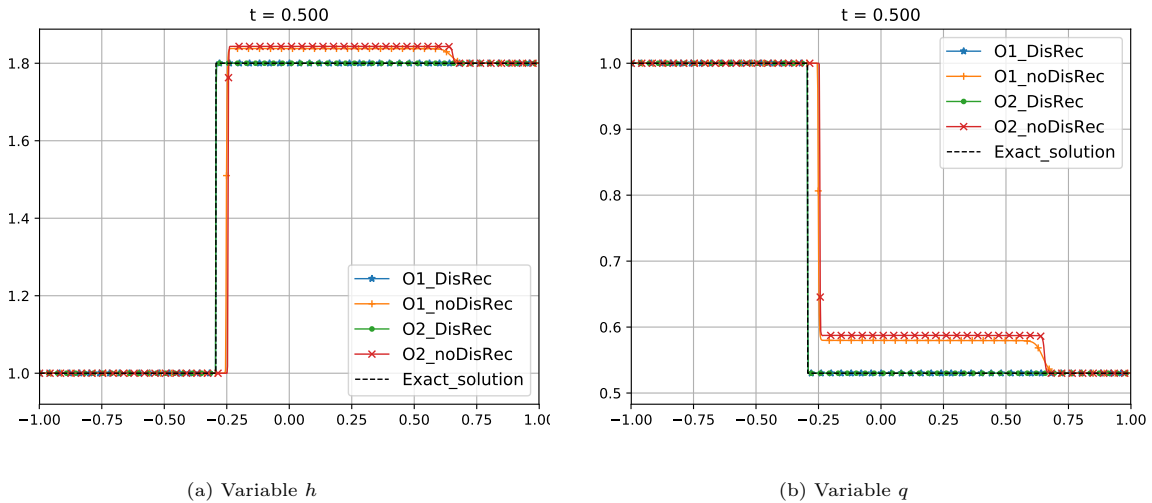 t = 0.500
1.8
1.6
1.4
1.2
1.0
O1_DisRec
O1_noDisRec
O2_DisRec
O2_noDisRec
Exact_solution
−1.00 −0.75 −0.50 −0.25 0.00 0.25 0.50 0.75 1.00
(a) Variable h
t = 0.500
1.0
0.9
0.8
0.7
0.6
0.5
O1_DisRec
O1_noDisRec
O2_DisRec
O2_noDisRec
Exact_solution
−1.00 −0.75 −0.50 −0.25 0.00 0.25 0.50 0.75 1.00
(b) Variable q